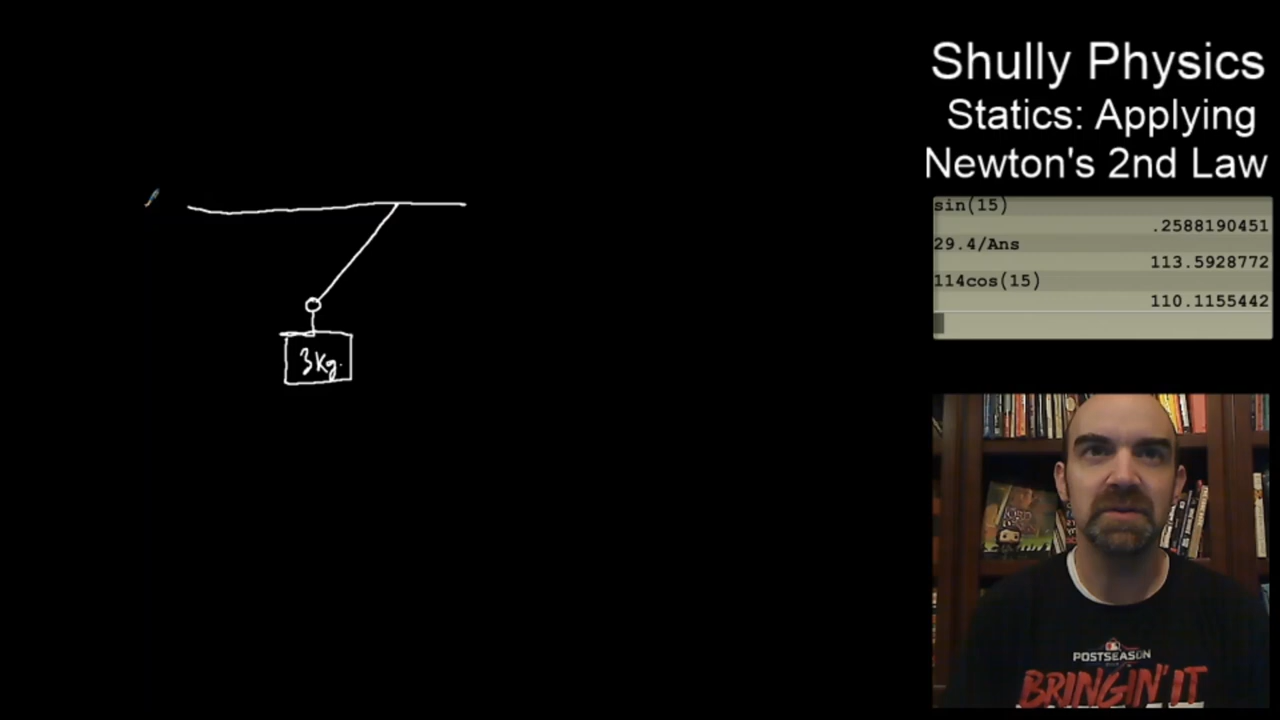 Shully Physics
Statics: Applying
Newton's 2nd Law
sin(15)
.2588190451
29.4/Ans
113.5928772
114cos(15)
110.1155442
3Kg.
POSTSEASON
BRINGIN' IT